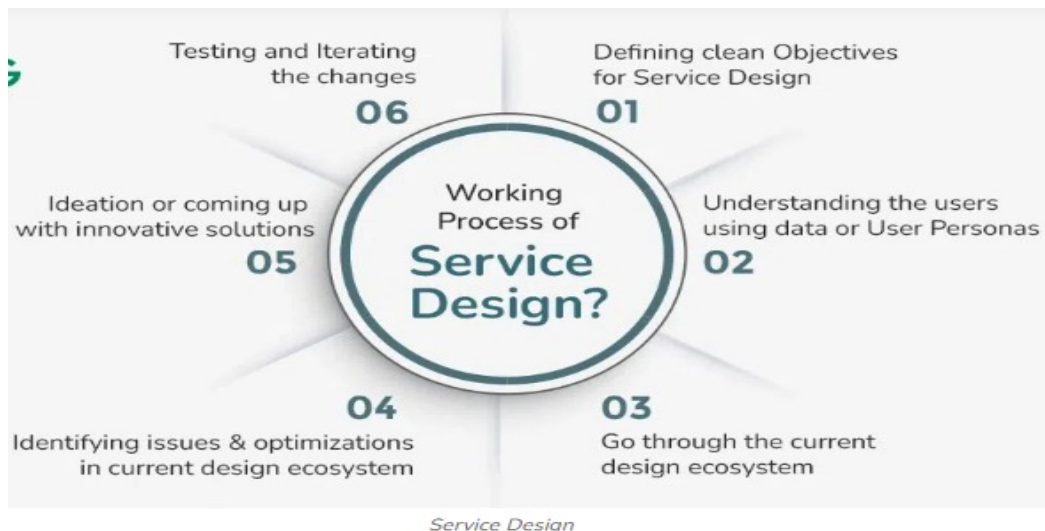 Working
Process of
Service
Design?
Defining clean Objectives
for Service Design
01
Understanding the users
using data or User Personas
02
03
Go through the current
design ecosystem
04
Identifying issues & optimizations
in current design ecosystem
Ideation or coming up
with innovative solutions
05
Testing and Iterating
the changes
06
Service Design